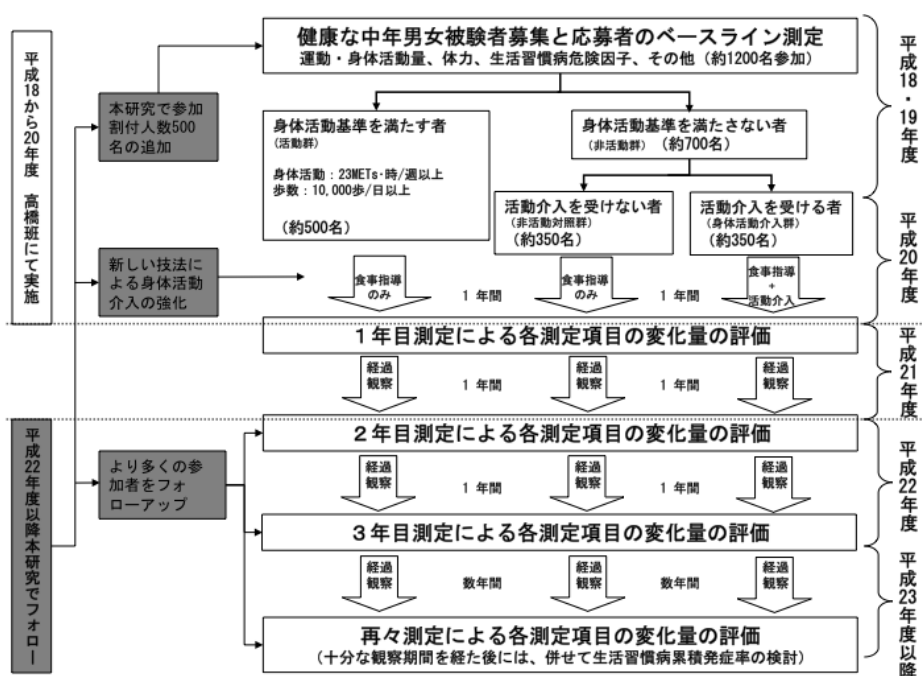 平成18から20年度 高橋班にて実施
平成22年度以降本研究でフォロー
本研究で参加
割付人数500
名の追加
新しい技法に
よる身体活動
介入の強化
より多くの参
加者をフォ
ローアップ
健康な中年男女被験者募集と応募者のベースライン測定
運動・身体活動量、体力、生活習慣病危険因子、その他（約1200名参加）
身体活動基準を満たす者
（活動群）
身体活動：23METs・時/週以上
歩数：10,000歩/日以上
（約500名）
身体活動基準を満たさない者
（非活動群）（約700名）
活動介入を受けない者
（非活動対照群）
（約350名）
活動介入を受ける者
（身体活動介入群）
（約350名）
食事指導
のみ
1 年間
食事指導
のみ
1 年間
食事指導
+
活動介入
１年目測定による各測定項目の変化量の評価
経過
観察
1 年間
経過
観察
1 年間
経過
観察
２年目測定による各測定項目の変化量の評価
経過
観察
1 年間
経過
観察
1 年間
経過
観察
３年目測定による各測定項目の変化量の評価
経過
観察
数年間
経過
観察
数年間
経過
観察
再々測定による各測定項目の変化量の評価
（十分な観察期間を経た後には、併せて生活習慣病累積発症率の検討）
平成18・19年度
平成20年度
平成21年度
平成22年度
平成23年度以降